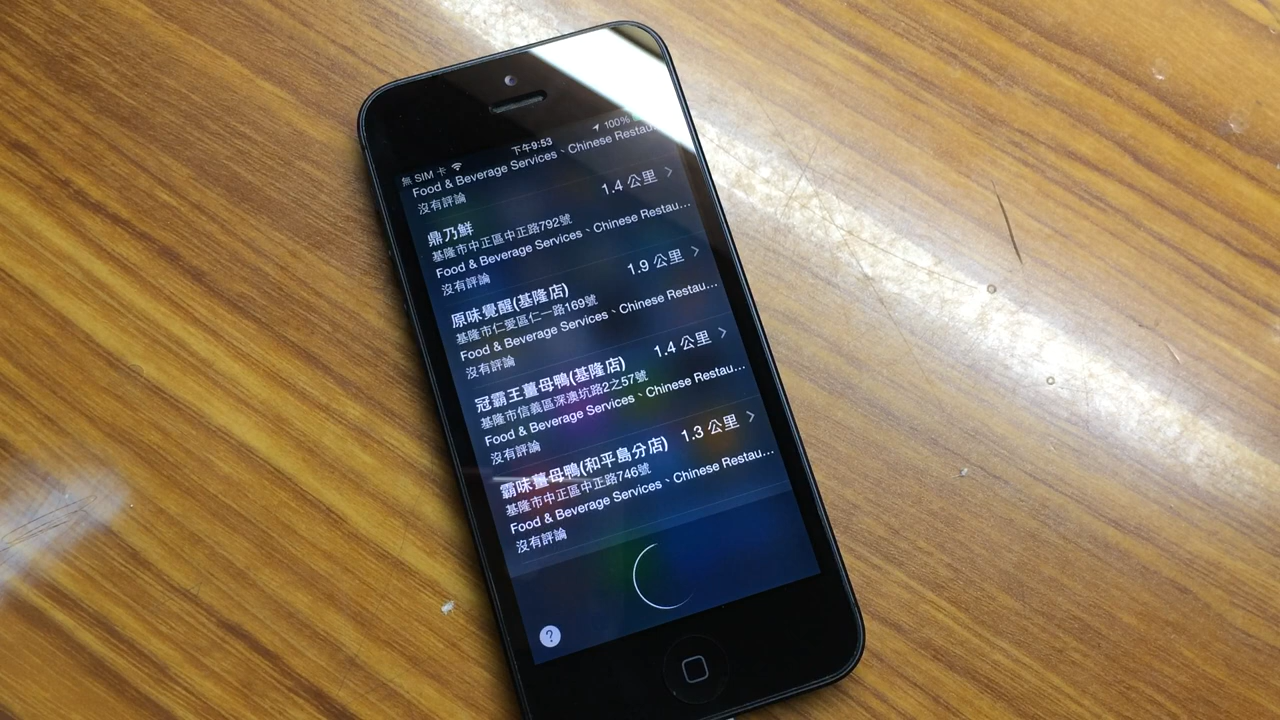 無 SIM 卡 下午9:53 100%
Food & Beverage Services、Chinese Restau...
沒有評論
1.4 公里
鼎乃鮮
基隆市中正區中正路792號
Food & Beverage Services、Chinese Restau...
沒有評論
1.9 公里
原味覺醒(基隆店)
基隆市仁愛區仁一路169號
Food & Beverage Services、Chinese Restau...
沒有評論
1.4 公里
冠霸王薑母鴨(基隆店)
基隆市信義區深澳坑路2之57號
Food & Beverage Services、Chinese Restau...
沒有評論
1.3 公里
霸味薑母鴨(和平島分店)
基隆市中正區中正路746號
Food & Beverage Services、Chinese Restau...
沒有評論
?